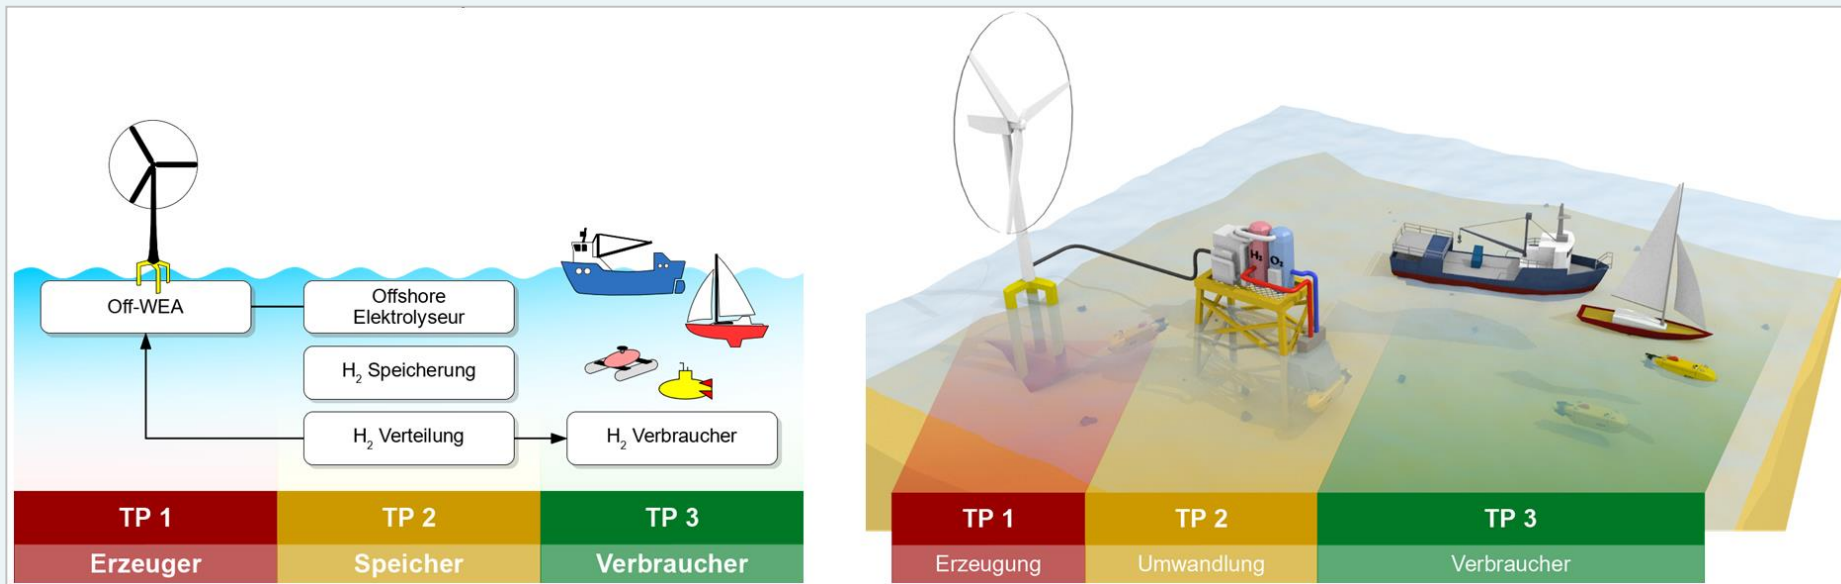 Off-WEA
Offshore
Elektrolyseur
H₂ Speicherung
H₂ Verteilung
H₂ Verbraucher
TP 1
TP 2
TP 3
Erzeuger
Speicher
Verbraucher
H₂
O₂
TP 1
TP 2
TP 3
Erzeugung
Umwandlung
Verbraucher